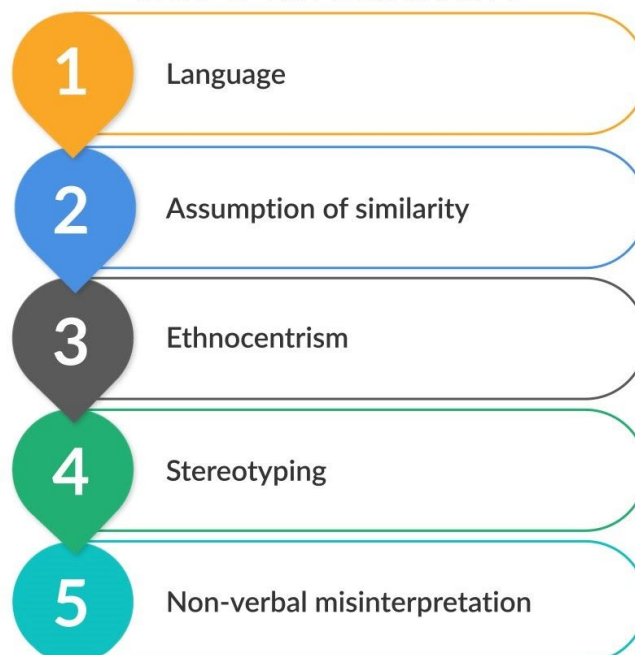 1
Language
2
Assumption of similarity
3
Ethnocentrism
4
Stereotyping
5
Non-verbal misinterpretation